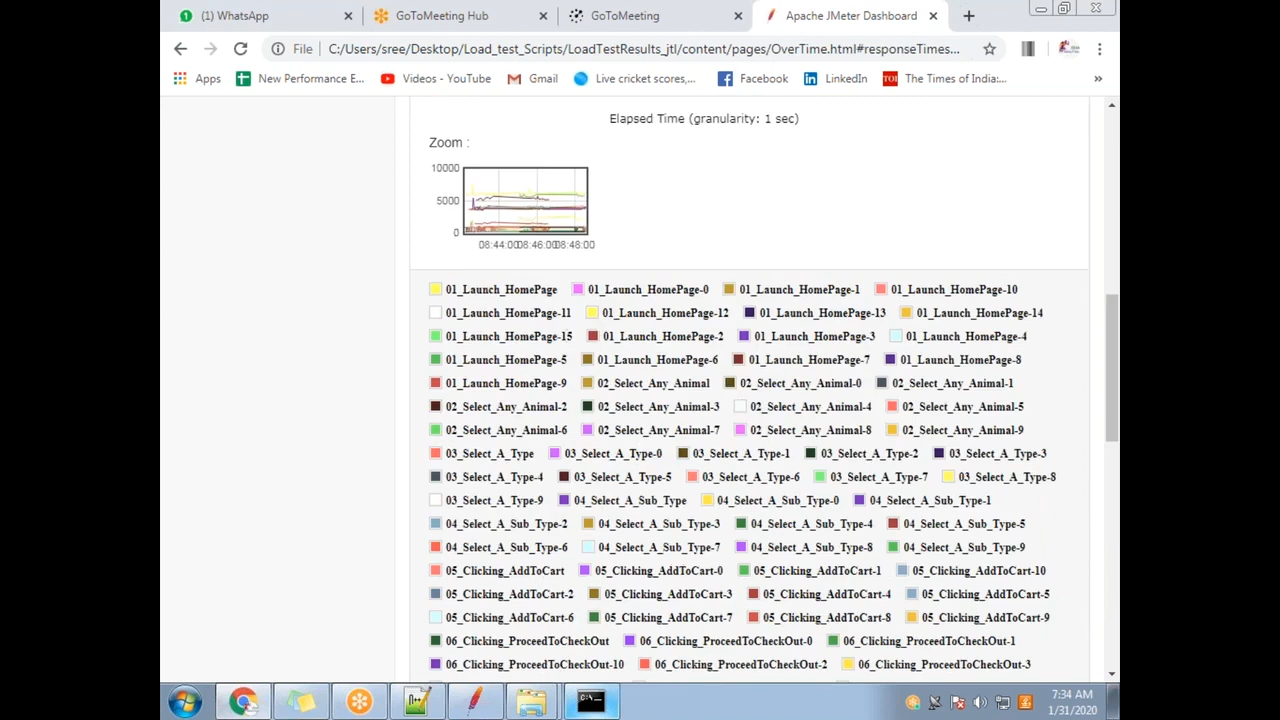 (1) WhatsApp GoToMeeting Hub GoToMeeting Apache JMeter Dashboard
File C:/Users/sree/Desktop/Load_test_Scripts/LoadTestResults_jtl/content/pages/OverTime.html#responseTimes...
Apps New Performance E... Videos - YouTube Gmail Live cricket scores,... Facebook LinkedIn TOI The Times of India:... »
Elapsed Time (granularity: 1 sec)
Zoom :
10000
5000
0
08:44:00 08:46:00 08:48:00
01_Launch_HomePage 01_Launch_HomePage-0 01_Launch_HomePage-1 01_Launch_HomePage-10
01_Launch_HomePage-11 01_Launch_HomePage-12 01_Launch_HomePage-13 01_Launch_HomePage-14
01_Launch_HomePage-15 01_Launch_HomePage-2 01_Launch_HomePage-3 01_Launch_HomePage-4
01_Launch_HomePage-5 01_Launch_HomePage-6 01_Launch_HomePage-7 01_Launch_HomePage-8
01_Launch_HomePage-9 02_Select_Any_Animal 02_Select_Any_Animal-0 02_Select_Any_Animal-1
02_Select_Any_Animal-2 02_Select_Any_Animal-3 02_Select_Any_Animal-4 02_Select_Any_Animal-5
02_Select_Any_Animal-6 02_Select_Any_Animal-7 02_Select_Any_Animal-8 02_Select_Any_Animal-9
03_Select_A_Type 03_Select_A_Type-0 03_Select_A_Type-1 03_Select_A_Type-2 03_Select_A_Type-3
03_Select_A_Type-4 03_Select_A_Type-5 03_Select_A_Type-6 03_Select_A_Type-7 03_Select_A_Type-8
03_Select_A_Type-9 04_Select_A_Sub_Type 04_Select_A_Sub_Type-0 04_Select_A_Sub_Type-1
04_Select_A_Sub_Type-2 04_Select_A_Sub_Type-3 04_Select_A_Sub_Type-4 04_Select_A_Sub_Type-5
04_Select_A_Sub_Type-6 04_Select_A_Sub_Type-7 04_Select_A_Sub_Type-8 04_Select_A_Sub_Type-9
05_Clicking_AddToCart 05_Clicking_AddToCart-0 05_Clicking_AddToCart-1 05_Clicking_AddToCart-10
05_Clicking_AddToCart-2 05_Clicking_AddToCart-3 05_Clicking_AddToCart-4 05_Clicking_AddToCart-5
05_Clicking_AddToCart-6 05_Clicking_AddToCart-7 05_Clicking_AddToCart-8 05_Clicking_AddToCart-9
06_Clicking_ProceedToCheckOut 06_Clicking_ProceedToCheckOut-0 06_Clicking_ProceedToCheckOut-1
06_Clicking_ProceedToCheckOut-10 06_Clicking_ProceedToCheckOut-2 06_Clicking_ProceedToCheckOut-3
7:34 AM
1/31/2020